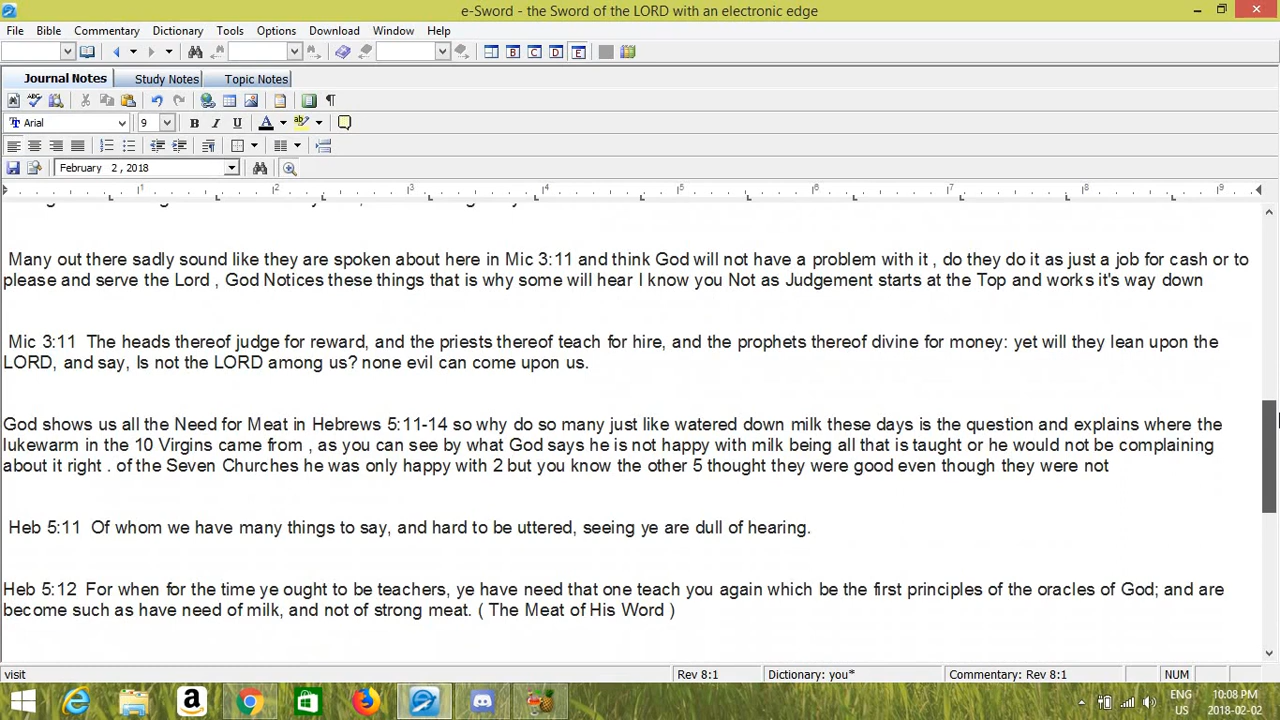 e-Sword - the Sword of the LORD with an electronic edge
File Bible Commentary Dictionary Tools Options Download Window Help
B C D E
Journal Notes Study Notes Topic Notes
ABC
Arial 9 B I U A ab
February 2 , 2018
1 2 3 4 5 6 7 8 9
Many out there sadly sound like they are spoken about here in Mic 3:11 and think God will not have a problem with it , do they do it as just a job for cash or to
please and serve the Lord , God Notices these things that is why some will hear I know you Not as Judgement starts at the Top and works it's way down
Mic 3:11 The heads thereof judge for reward, and the priests thereof teach for hire, and the prophets thereof divine for money: yet will they lean upon the
LORD, and say, Is not the LORD among us? none evil can come upon us.
God shows us all the Need for Meat in Hebrews 5:11-14 so why do so many just like watered down milk these days is the question and explains where the
lukewarm in the 10 Virgins came from , as you can see by what God says he is not happy with milk being all that is taught or he would not be complaining
about it right . of the Seven Churches he was only happy with 2 but you know the other 5 thought they were good even though they were not
Heb 5:11 Of whom we have many things to say, and hard to be uttered, seeing ye are dull of hearing.
Heb 5:12 For when for the time ye ought to be teachers, ye have need that one teach you again which be the first principles of the oracles of God; and are
become such as have need of milk, and not of strong meat. ( The Meat of His Word )
visit Rev 8:1 Dictionary: you* Commentary: Rev 8:1 NUM
ENG 10:08 PM
US 2018-02-02